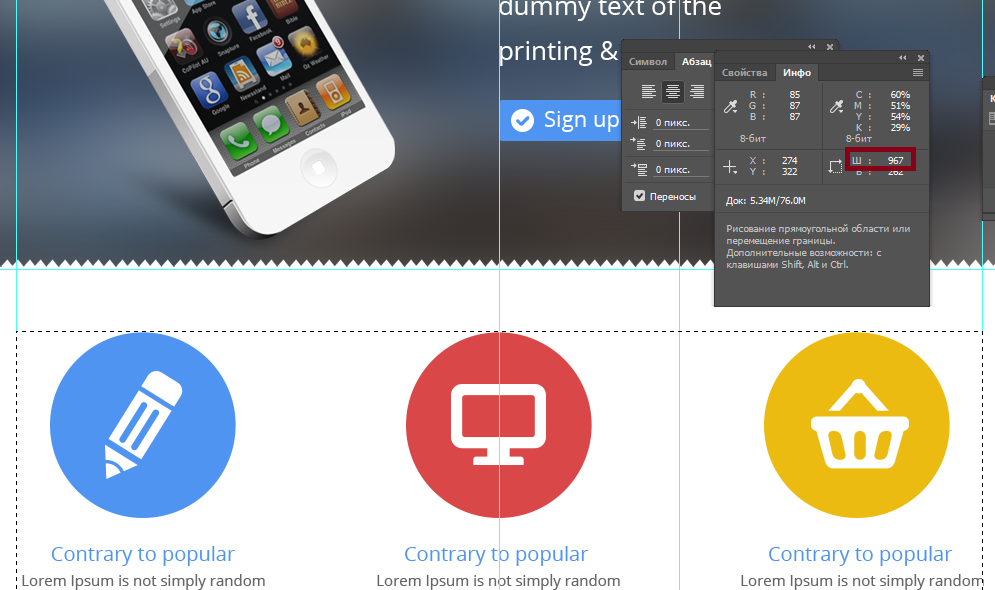 dummy text of the
printing &
Sign up
Settings
App Store
Facebook
Bible
CoPilot AU
Snapture
Mail
Oz Weather
Google
Newsstand
Phone
Messages
Contacts
iPod
Символ Абзац
0 пикс.
0 пикс.
0 пикс.
Переносы
Свойства Инфо
R : 85
G : 87
B : 87
8-бит
C : 60%
M : 51%
Y : 54%
K : 29%
8-бит
X : 274
Y : 322
Ш : 967
В : 262
Док: 5.34M/76.0M
Рисование прямоугольной области или
перемещение границы.
Дополнительные возможности: с
клавишами Shift, Alt и Ctrl.
Contrary to popular
Lorem Ipsum is not simply random
Contrary to popular
Lorem Ipsum is not simply random
Contrary to popular
Lorem Ipsum is not simply random